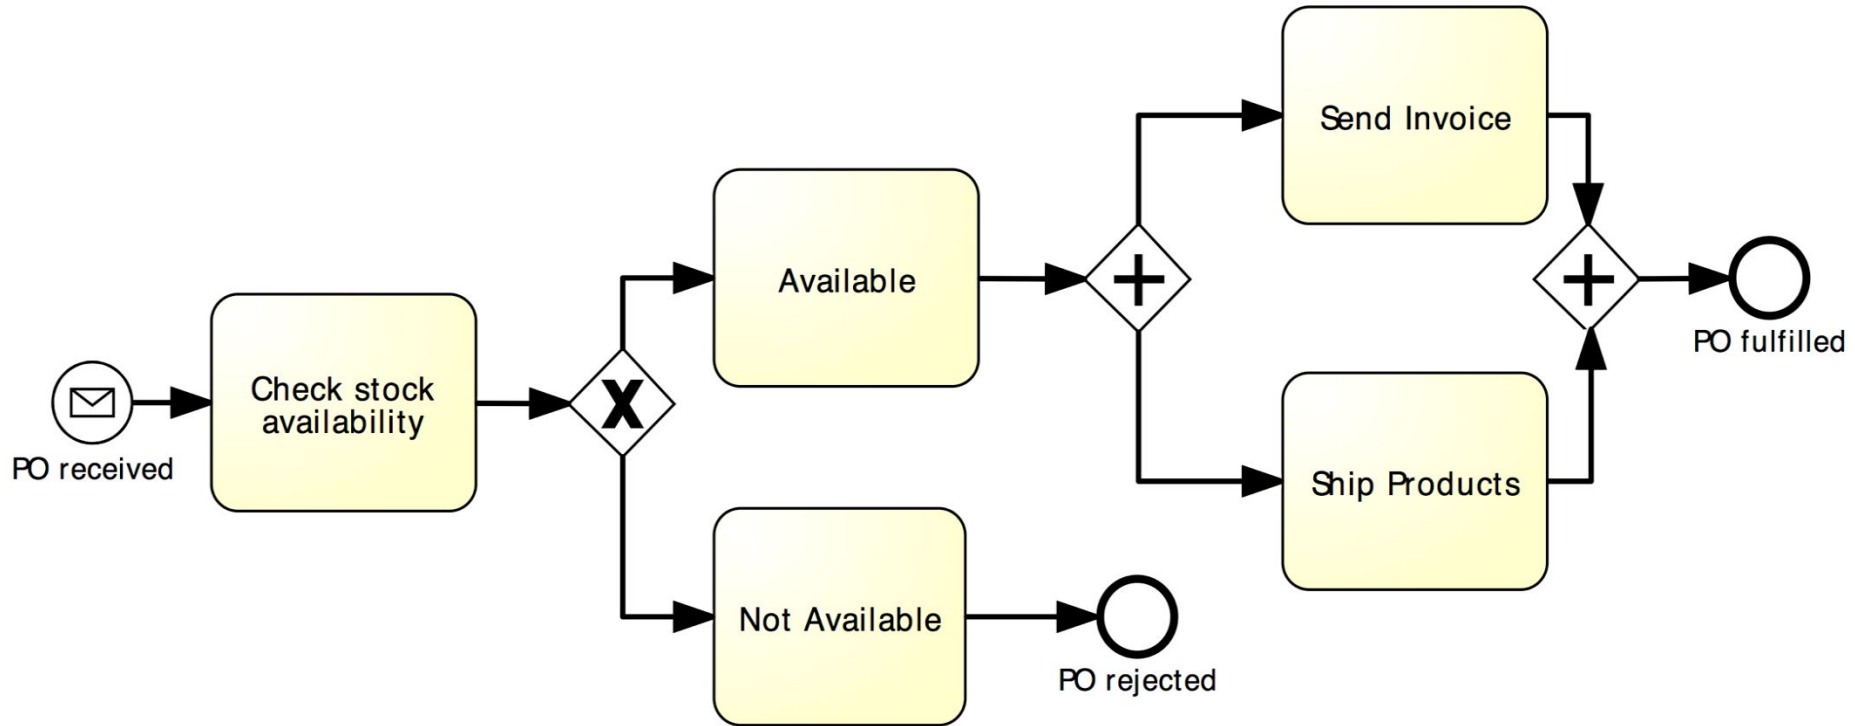 PO received
Check stock
availability
X
Available
Not Available
PO rejected
Send Invoice
Ship Products
PO fulfilled